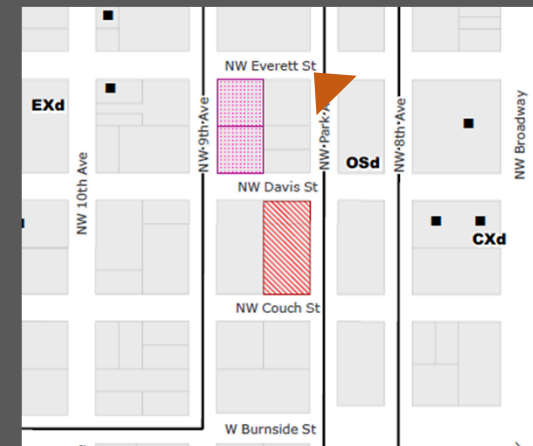 NW Everett St
EXd
NW 10th Ave
NW 9th Ave
NW Park A
NW 8th Ave
NW Broadway
OSd
NW Davis St
CXd
NW Couch St
W Burnside St